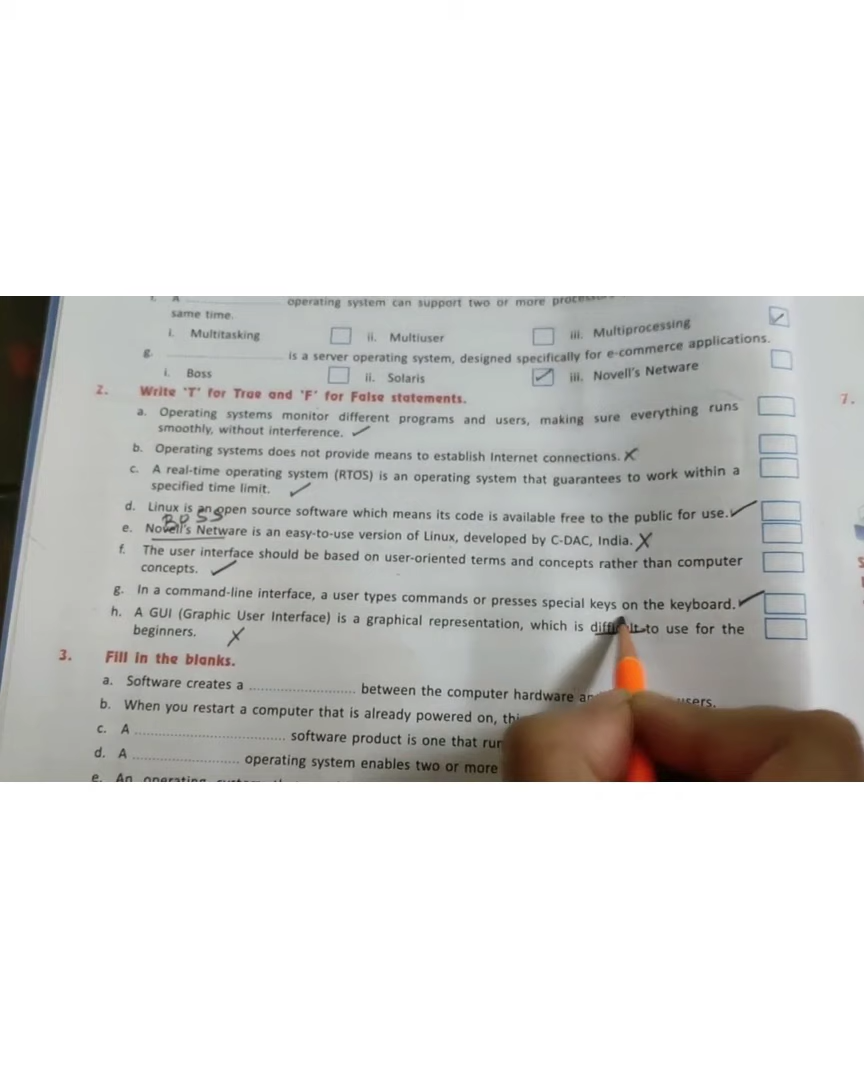 f. A ______________ operating system can support two or more
same time.
i. Multitasking ii. Multiuser iii. Multiprocessing
g. ______________ is a server operating system, designed specifically for e-commerce applications.
i. Boss ii. Solaris iii. Novell's Netware
2. Write 'T' for True and 'F' for False statements.
7.
a. Operating systems monitor different programs and users, making sure everything runs
smoothly, without interference. ✓
b. Operating systems does not provide means to establish Internet connections. X
c. A real-time operating system (RTOS) is an operating system that guarantees to work within a
specified time limit. ✓
d. Linux is an open source software which means its code is available free to the public for use. ✓
BOSS
e. Novell's Netware is an easy-to-use version of Linux, developed by C-DAC, India. X
f. The user interface should be based on user-oriented terms and concepts rather than computer
concepts. ✓
g. In a command-line interface, a user types commands or presses special keys on the keyboard. ✓
h. A GUI (Graphic User Interface) is a graphical representation, which is difficult to use for the
beginners. X
3. Fill in the blanks.
a. Software creates a ........................... between the computer hardware users.
b. When you restart a computer that is already powered on,
c. A ...................................... software product is one that
d. A ........................... operating system enables two or more
e. An operating